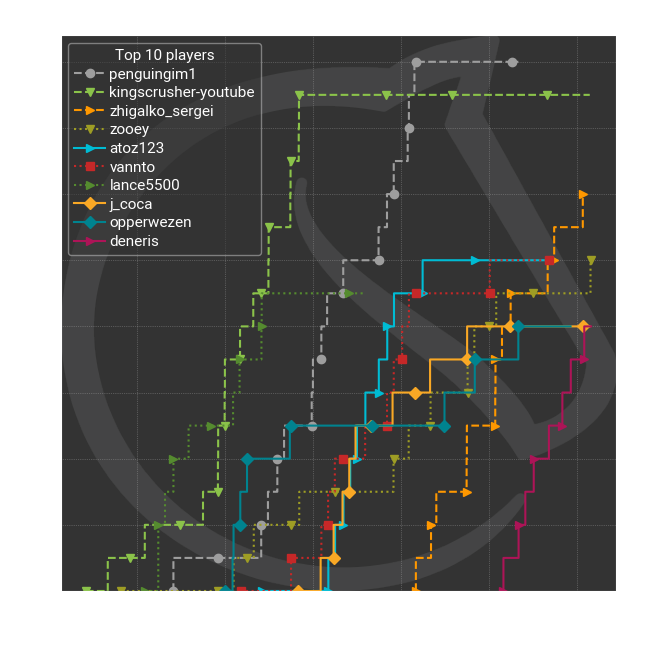 Top 10 players
penguingim1
kingscrusher-youtube
zhigalko_sergei
zooey
atoz123
vannto
lance5500
j_coca
opperwezen
deneris